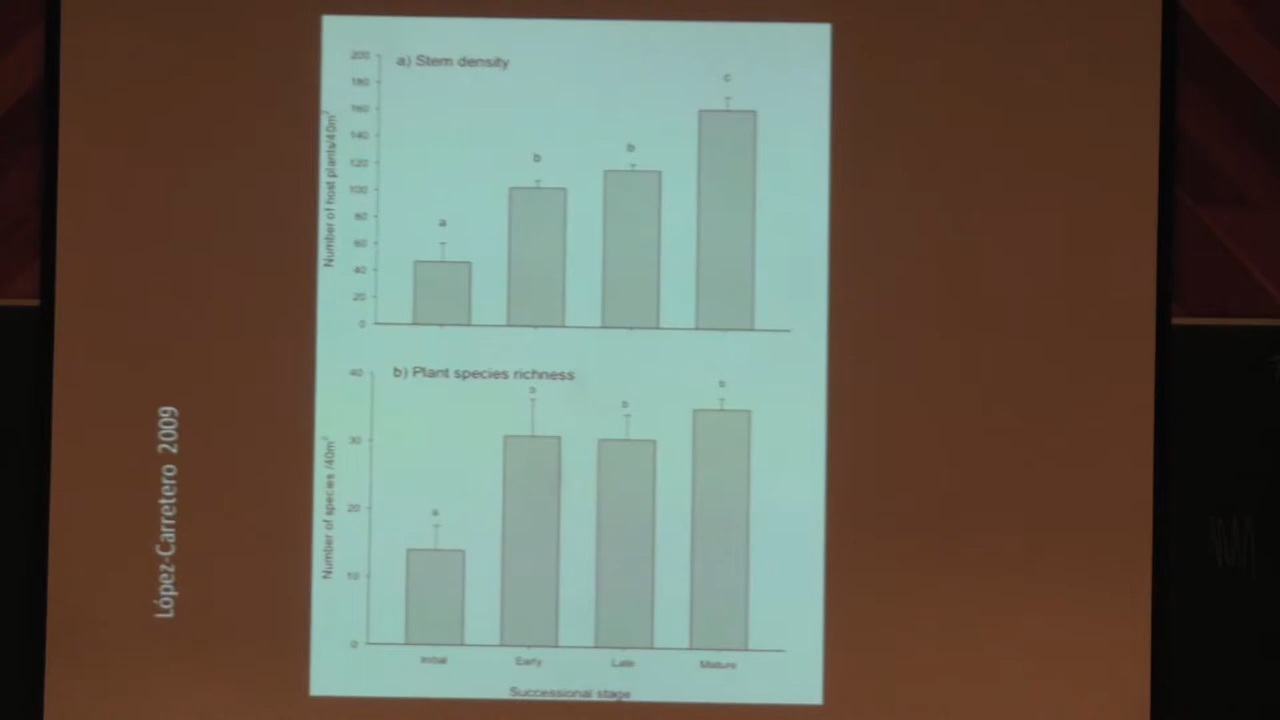 a) Stem density
Number of host plants/40m²
200
180
160
140
120
100
80
60
40
20
0
a
b
b
c
b) Plant species richness
Number of species /40m²
40
30
20
10
0
a
b
b
b
Initial
Early
Late
Mature
Successional stage
López-Carretero 2009